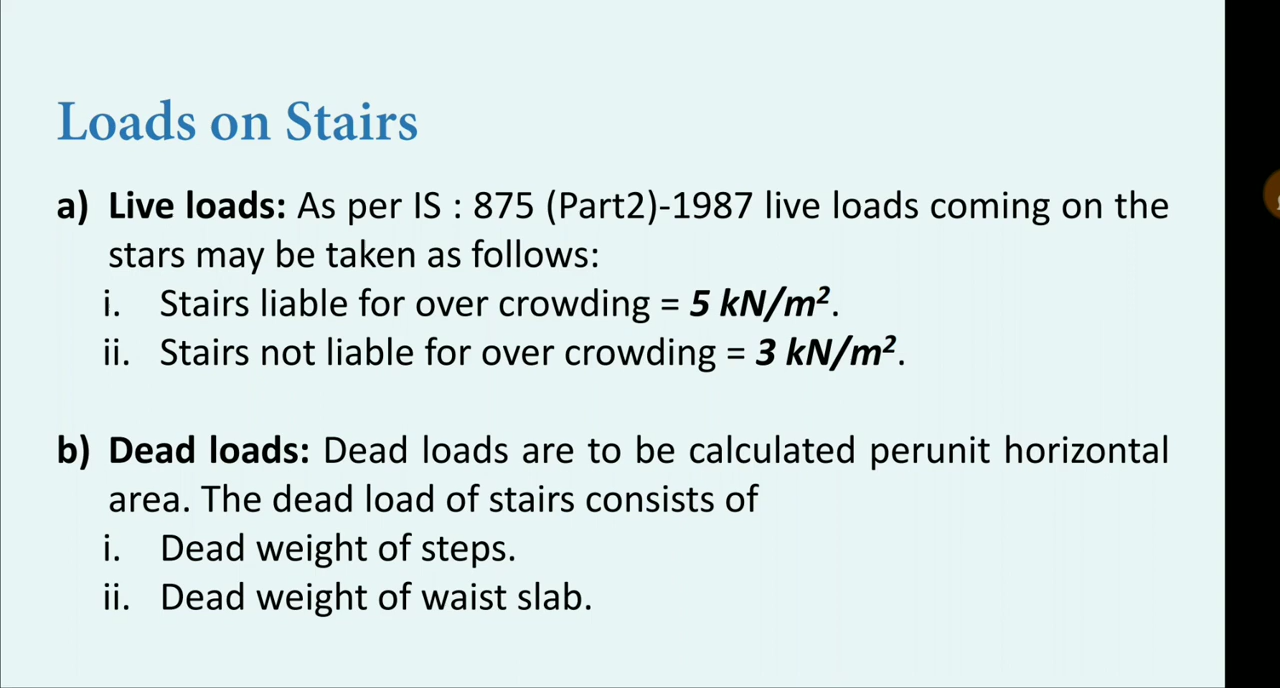 Loads on Stairs
a) Live loads: As per IS : 875 (Part2)-1987 live loads coming on the
stars may be taken as follows:
i. Stairs liable for over crowding = 5 kN/m².
ii. Stairs not liable for over crowding = 3 kN/m².
b) Dead loads: Dead loads are to be calculated perunit horizontal
area. The dead load of stairs consists of
i. Dead weight of steps.
ii. Dead weight of waist slab.